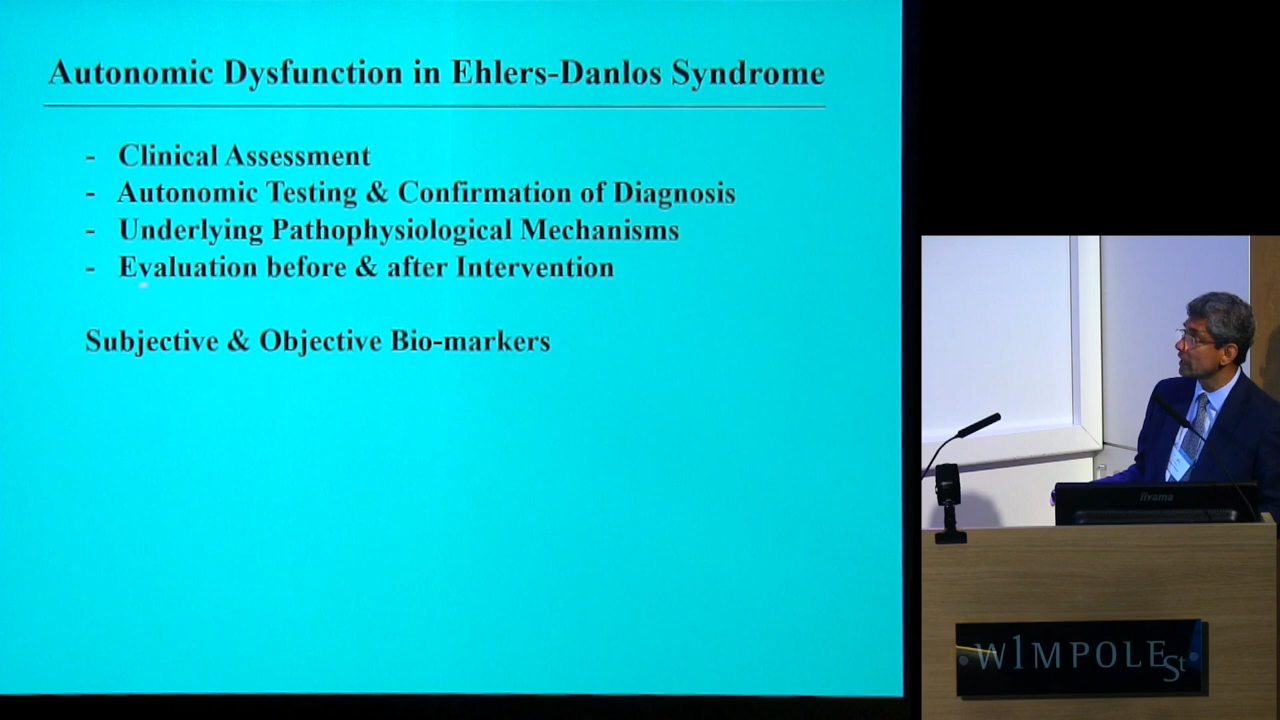 Autonomic Dysfunction in Ehlers-Danlos Syndrome
- Clinical Assessment
- Autonomic Testing & Confirmation of Diagnosis
- Underlying Pathophysiological Mechanisms
- Evaluation before & after Intervention
Subjective & Objective Bio-markers
iiyama
W1MPOLE St